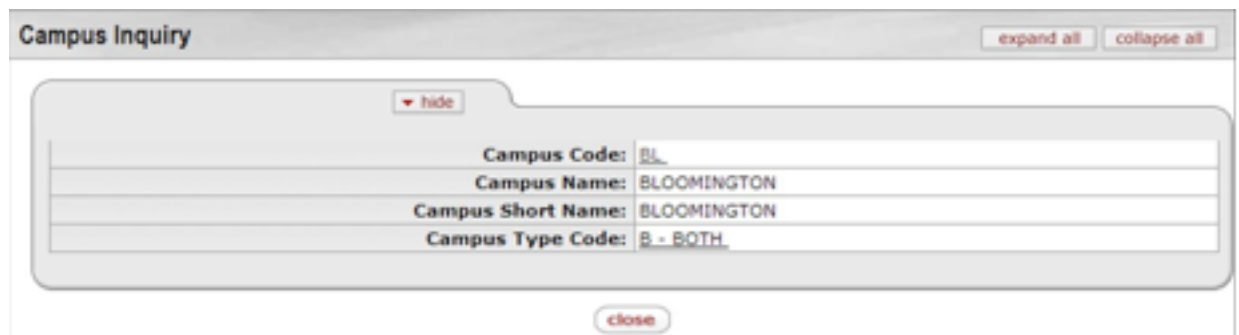 Campus Inquiry expand all collapse all
hide
Campus Code: BL
Campus Name: BLOOMINGTON
Campus Short Name: BLOOMINGTON
Campus Type Code: B - BOTH
close